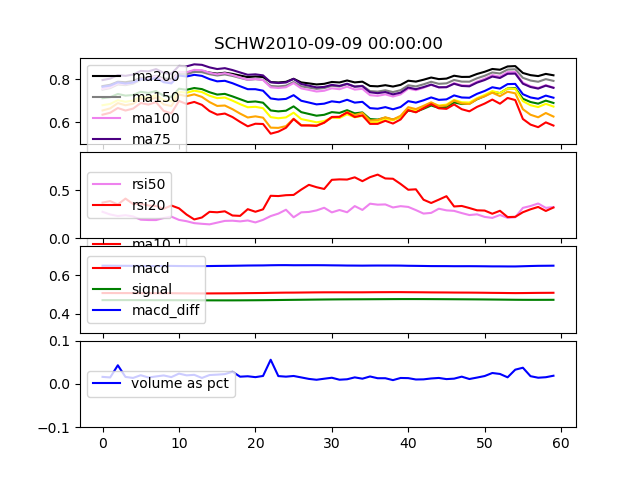 SCHW2010-09-09 00:00:00
0.8
0.6
ma200
ma150
ma100
ma75
0.5
0.0
rsi50
rsi20
ma10
0.6
0.4
macd
signal
macd_diff
0.1
0.0
−0.1
volume as pct
0 10 20 30 40 50 60